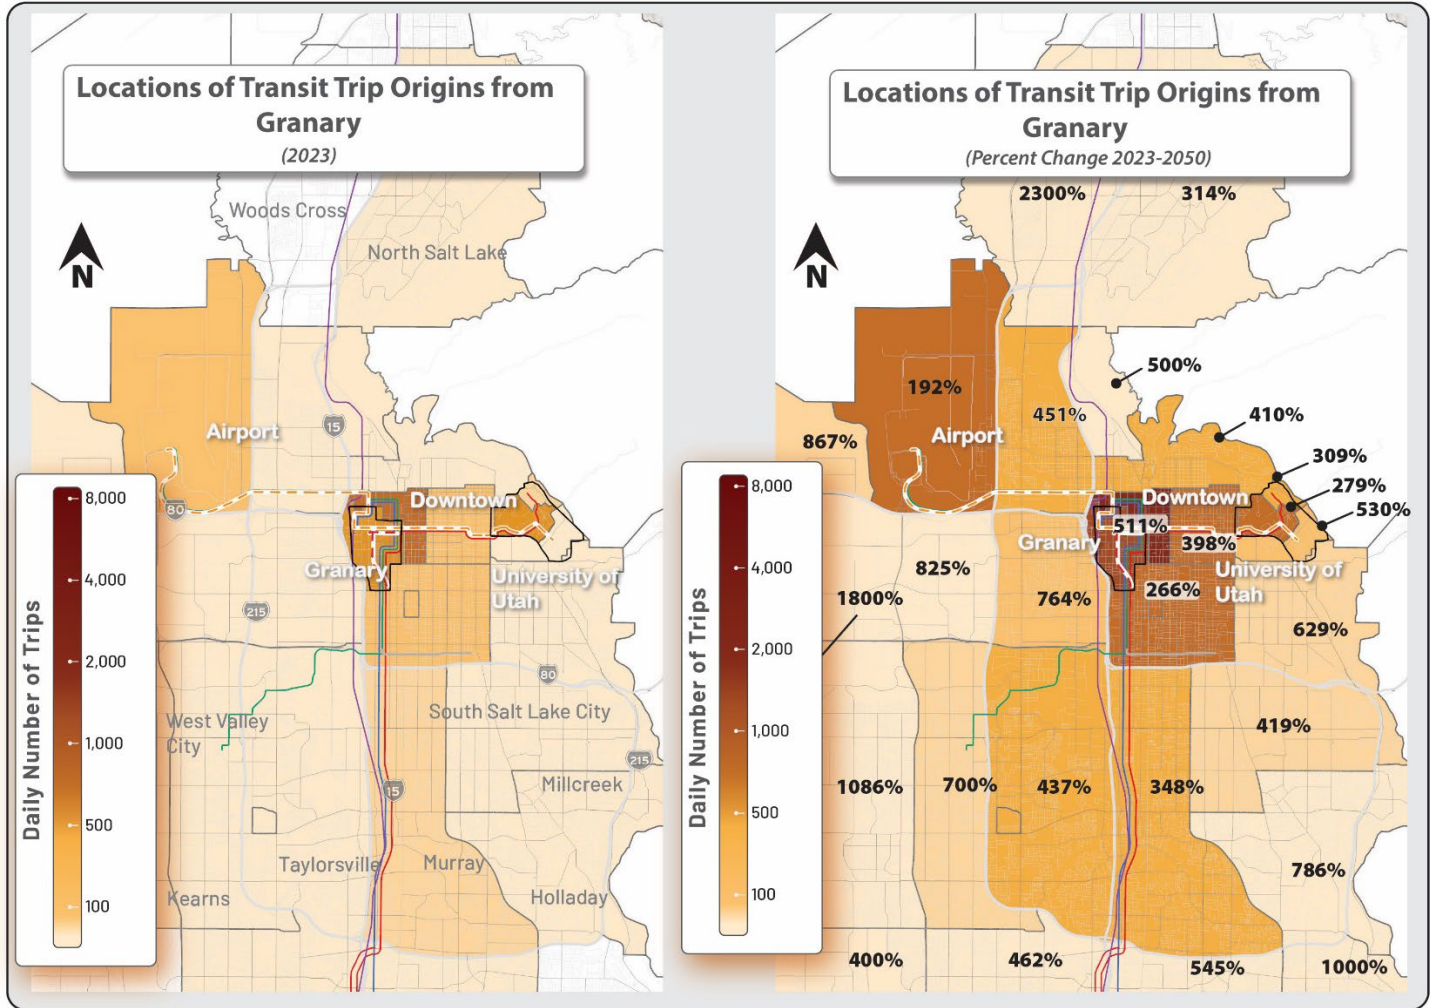 Locations of Transit Trip Origins from
Granary
(2023)
Woods Cross
North Salt Lake
N
15
Airport
80
Downtown
Granary
University of
Utah
215
80
West Valley
City
South Salt Lake City
215
Millcreek
15
Taylorsville
Murray
Kearns
Holladay
Daily Number of Trips
8,000
4,000
2,000
1,000
500
100
Locations of Transit Trip Origins from
Granary
(Percent Change 2023-2050)
2300%
314%
N
500%
192%
451%
410%
867%
Airport
309%
279%
Downtown
530%
511%
Granary
398%
825%
University of
Utah
266%
1800%
764%
629%
419%
1086%
700%
437%
348%
786%
400%
462%
545%
1000%
Daily Number of Trips
8,000
4,000
2,000
1,000
500
100